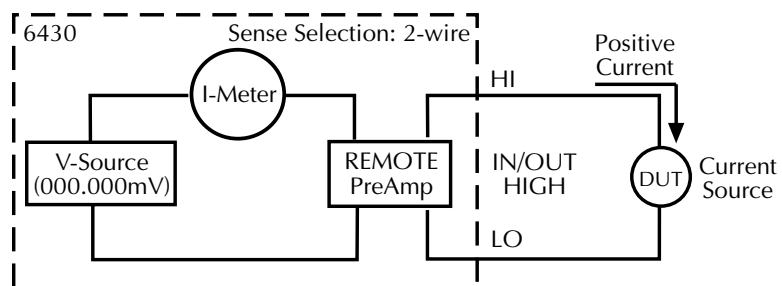 6430
Sense Selection: 2-wire
Positive
Current
I-Meter
HI
V-Source
(000.000mV)
REMOTE
PreAmp
IN/OUT
HIGH
DUT
Current
Source
LO